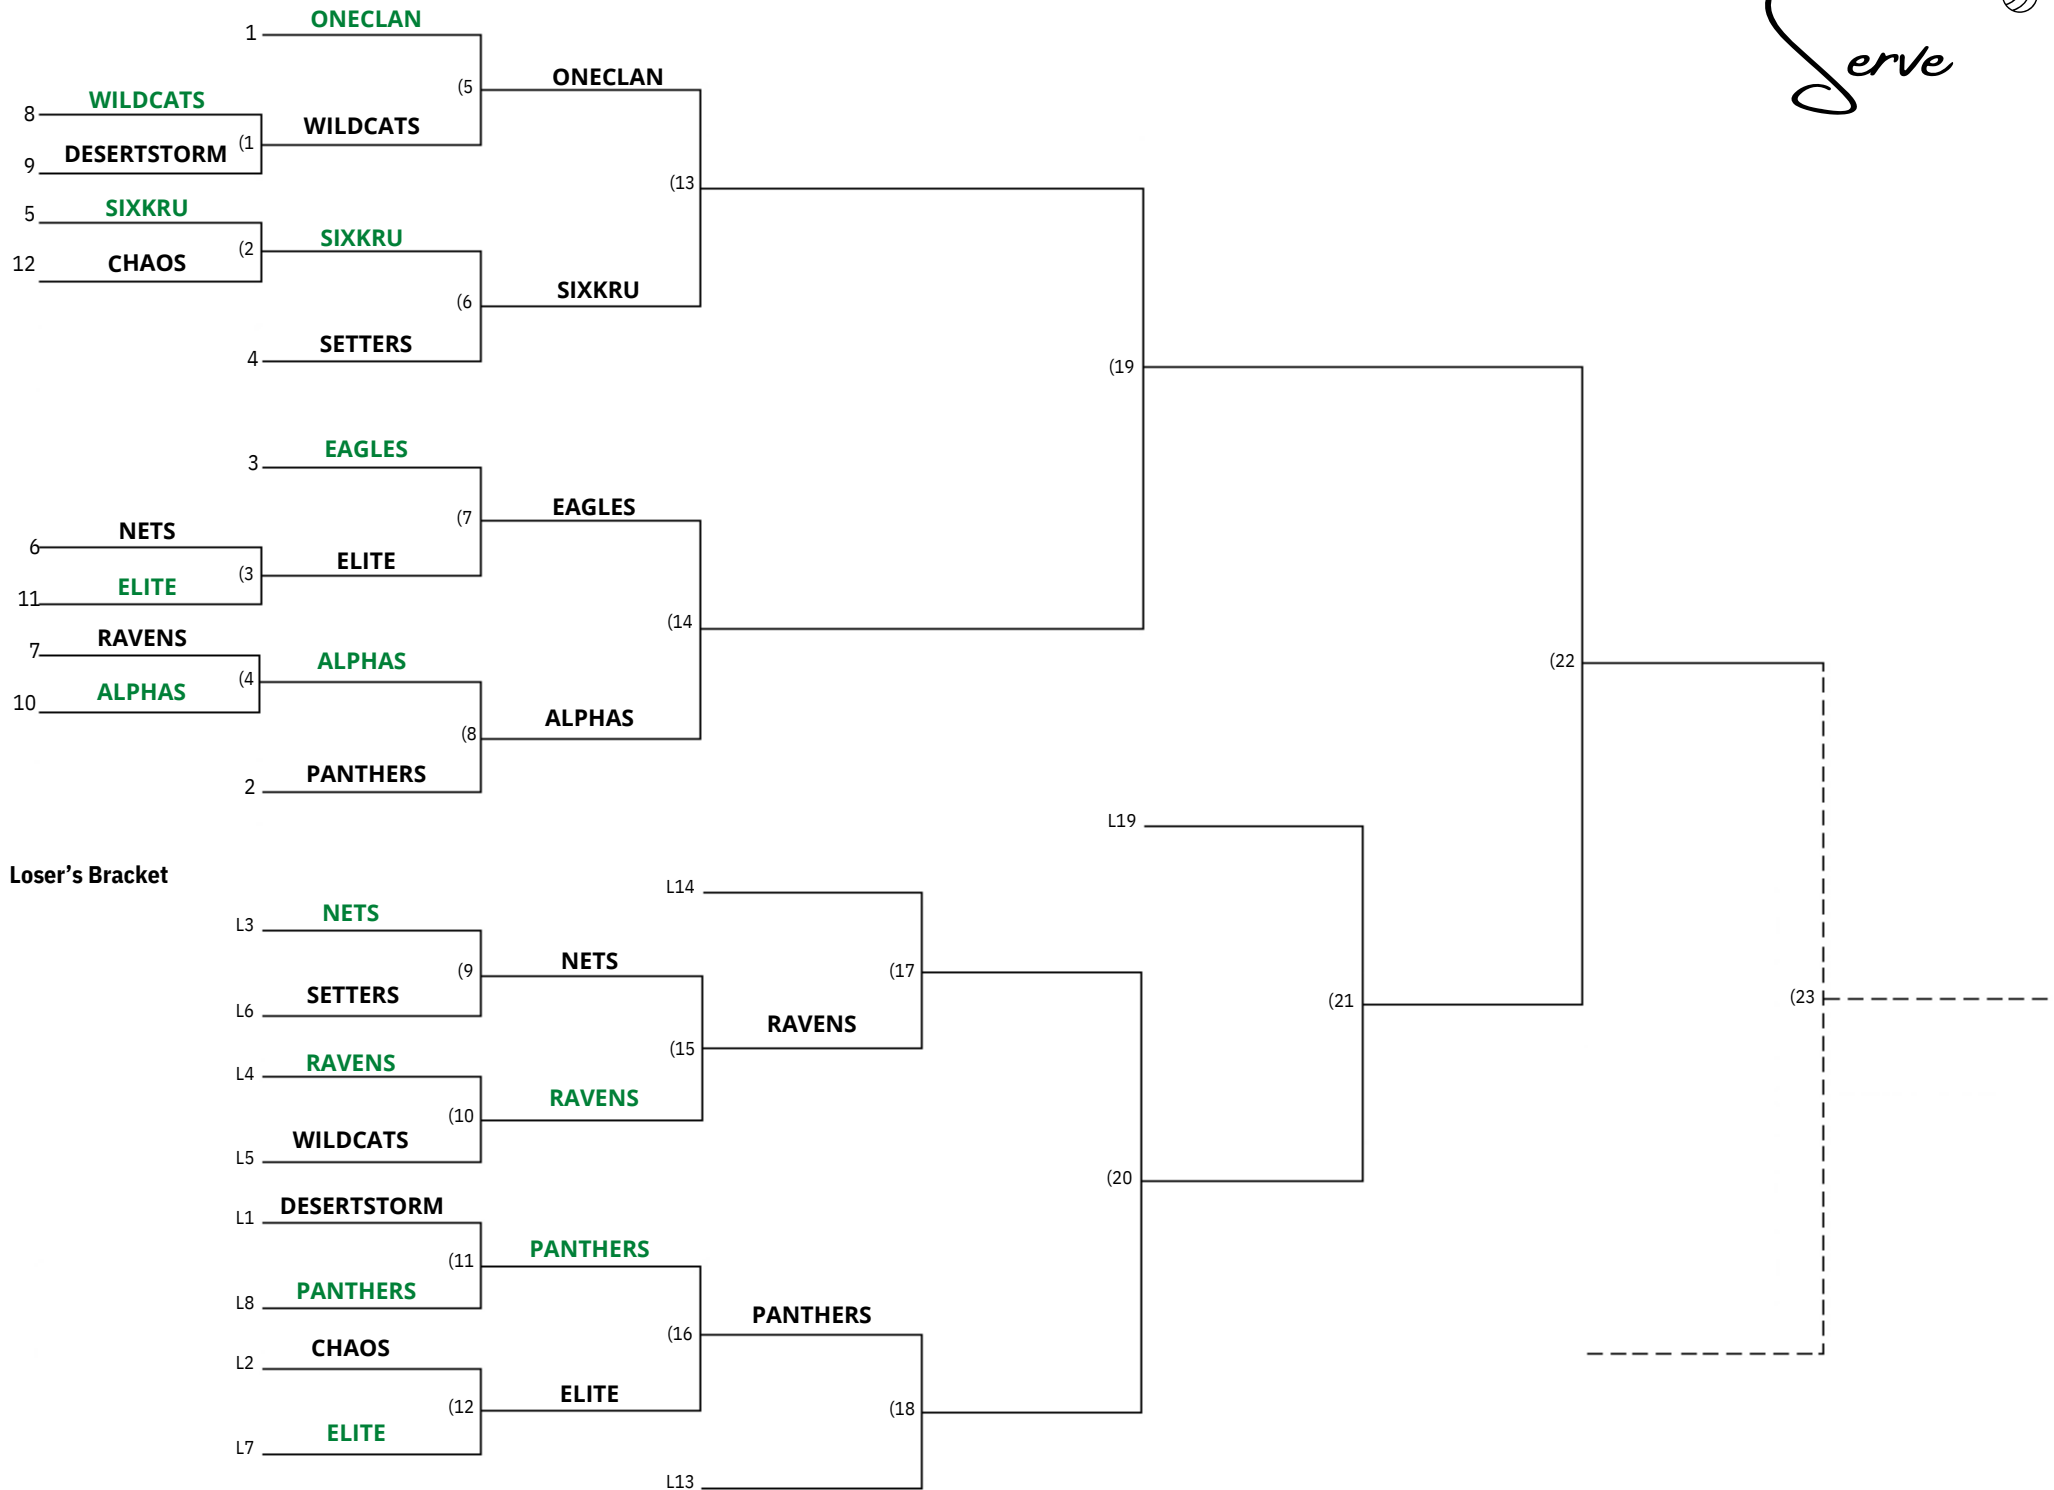 Serve
1 ONECLAN
(5 ONECLAN
8 WILDCATS
(1 WILDCATS
9 DESERTSTORM
(13
5 SIXKRU
(2 SIXKRU
12 CHAOS
(6 SIXKRU
4 SETTERS
(19
3 EAGLES
(7 EAGLES
6 NETS
(3 ELITE
11 ELITE
(14
7 RAVENS
(4 ALPHAS
10 ALPHAS
(8 ALPHAS
2 PANTHERS
(22
L19
Loser's Bracket
L14
L3 NETS
(9 NETS
L6 SETTERS
(17
(21
(23
(15 RAVENS
L4 RAVENS
(10 RAVENS
L5 WILDCATS
(20
L1 DESERTSTORM
(11 PANTHERS
L8 PANTHERS
(16 PANTHERS
L2 CHAOS
(12 ELITE
L7 ELITE
(18
L13